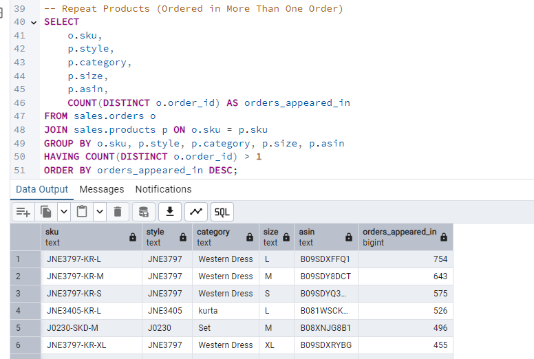 39 -- Repeat Products (Ordered in More Than One Order)
40 SELECT
41 o.sku,
42 p.style,
43 p.category,
44 p.size,
45 p.asin,
46 COUNT(DISTINCT o.order_id) AS orders_appeared_in
47 FROM sales.orders o
48 JOIN sales.products p ON o.sku = p.sku
49 GROUP BY o.sku, p.style, p.category, p.size, p.asin
50 HAVING COUNT(DISTINCT o.order_id) > 1
51 ORDER BY orders_appeared_in DESC;
Data Output Messages Notifications
SQL
sku style category size asin orders_appeared_in
text text text text text bigint
1 JNE3797-KR-L JNE3797 Western Dress L B09SDXFFQ1 754
2 JNE3797-KR-M JNE3797 Western Dress M B09SDY8DCT 643
3 JNE3797-KR-S JNE3797 Western Dress S B09SDYQ3... 575
4 JNE3405-KR-L JNE3405 kurta L B081WSCK... 526
5 J0230-SKD-M J0230 Set M B08XNJG8B1 496
6 JNE3797-KR-XL JNE3797 Western Dress XL B09SDXRYBG 455